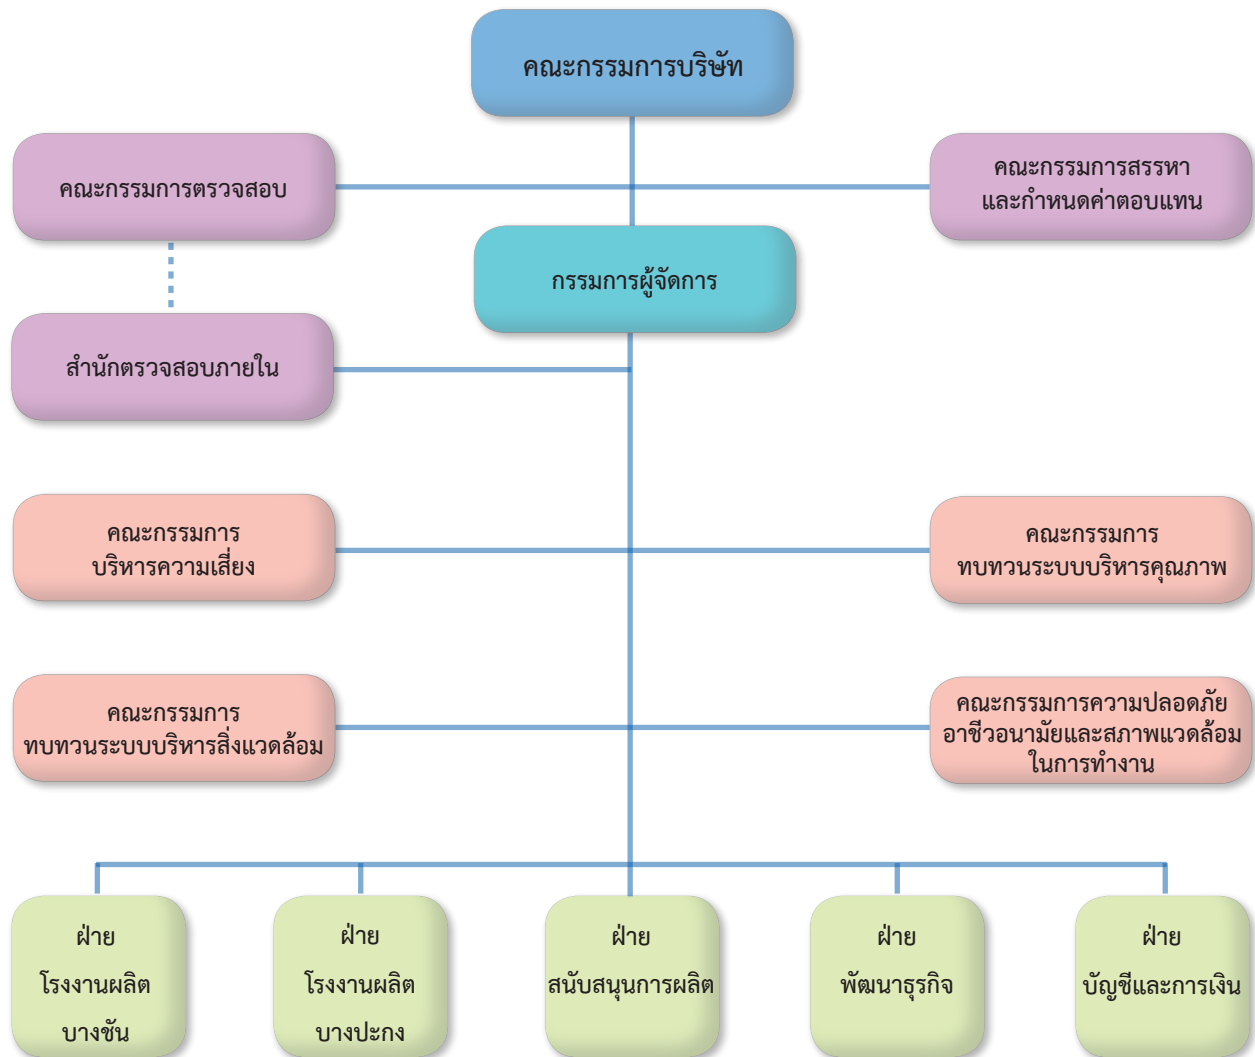 คณะกรรมการบริษัท
คณะกรรมการตรวจสอบ
คณะกรรมการสรรหา
และกำหนดค่าตอบแทน
กรรมการผู้จัดการ
สำนักตรวจสอบภายใน
คณะกรรมการ
บริหารความเสี่ยง
คณะกรรมการ
ทบทวนระบบบริหารคุณภาพ
คณะกรรมการ
ทบทวนระบบบริหารสิ่งแวดล้อม
คณะกรรมการความปลอดภัย
อาชีวอนามัยและสภาพแวดล้อม
ในการทำงาน
ฝ่าย
โรงงานผลิต
บางชัน
ฝ่าย
โรงงานผลิต
บางปะกง
ฝ่าย
สนับสนุนการผลิต
ฝ่าย
พัฒนาธุรกิจ
ฝ่าย
บัญชีและการเงิน